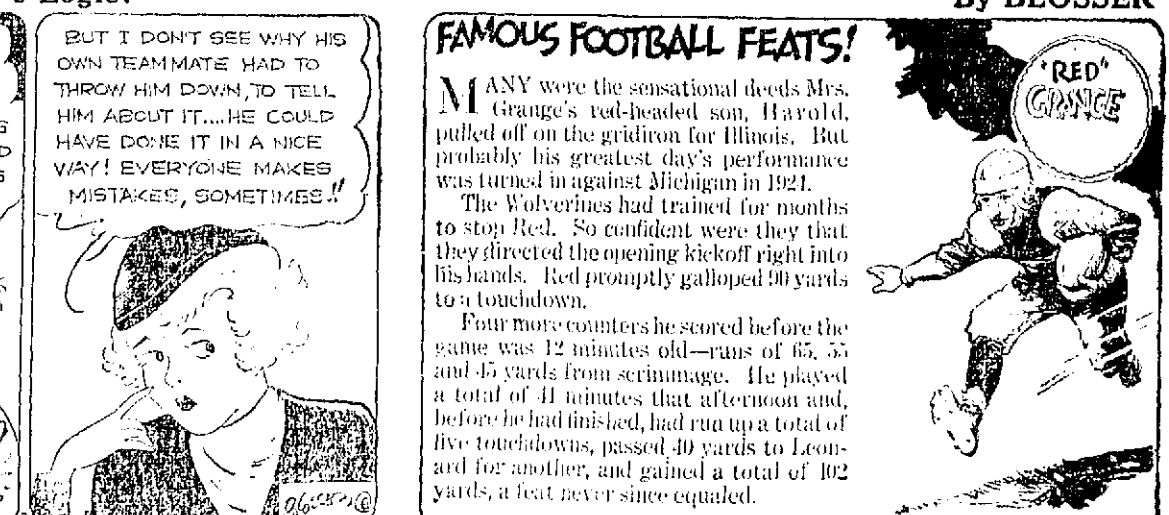 Logic!
By BLOSSER
BUT I DON'T SEE WHY HIS
OWN TEAMMATE HAD TO
THROW HIM DOWN, TO TELL
HIM ABOUT IT....HE COULD
HAVE DONE IT IN A NICE
WAY! EVERYONE MAKES
MISTAKES, SOMETIMES!!
FAMOUS FOOTBALL FEATS!
MANY were the sensational deeds Mrs.
Grange's red-headed son, Harold,
pulled off on the gridiron for Illinois. But
probably his greatest day's performance
was turned in against Michigan in 1924.
The Wolverines had trained for months
to stop Red. So confident were they that
they directed the opening kickoff right into
his hands. Red promptly galloped 90 yards
to a touchdown.
Four more counters he scored before the
game was 12 minutes old—runs of 65, 55
and 45 yards from scrimmage. He played
a total of 41 minutes that afternoon and,
before he had finished, had run up a total of
five touchdowns, passed 40 yards to Leon-
ard for another, and gained a total of 402
yards, a feat never since equaled.
"RED"
GRANGE